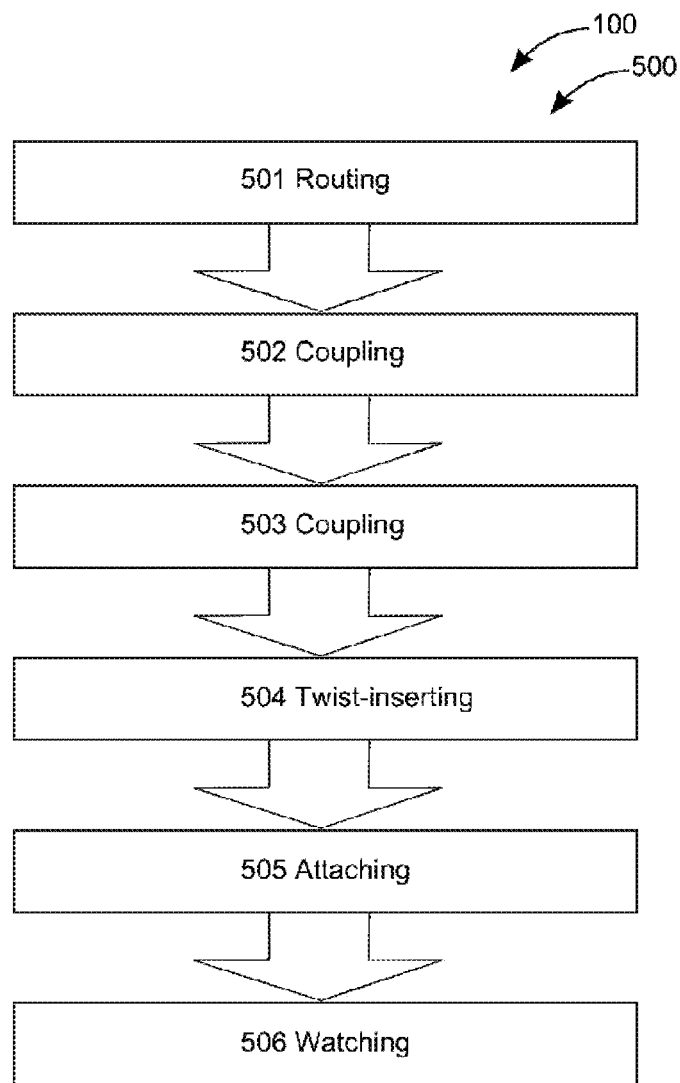 100
500
501 Routing
502 Coupling
503 Coupling
504 Twist-inserting
505 Attaching
506 Watching